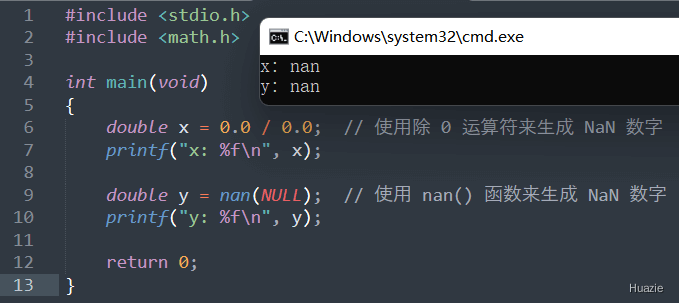 1 #include <stdio.h>
2 #include <math.h>
3
4 int main(void)
5 {
6     double x = 0.0 / 0.0;  // 使用除 0 运算符来生成 NaN 数字
7     printf("x: %f\n", x);
8
9     double y = nan(NULL);  // 使用 nan() 函数来生成 NaN 数字
10     printf("y: %f\n", y);
11
12     return 0;
13 }
C:\Windows\system32\cmd.exe
x: nan
y: nan
Huazie